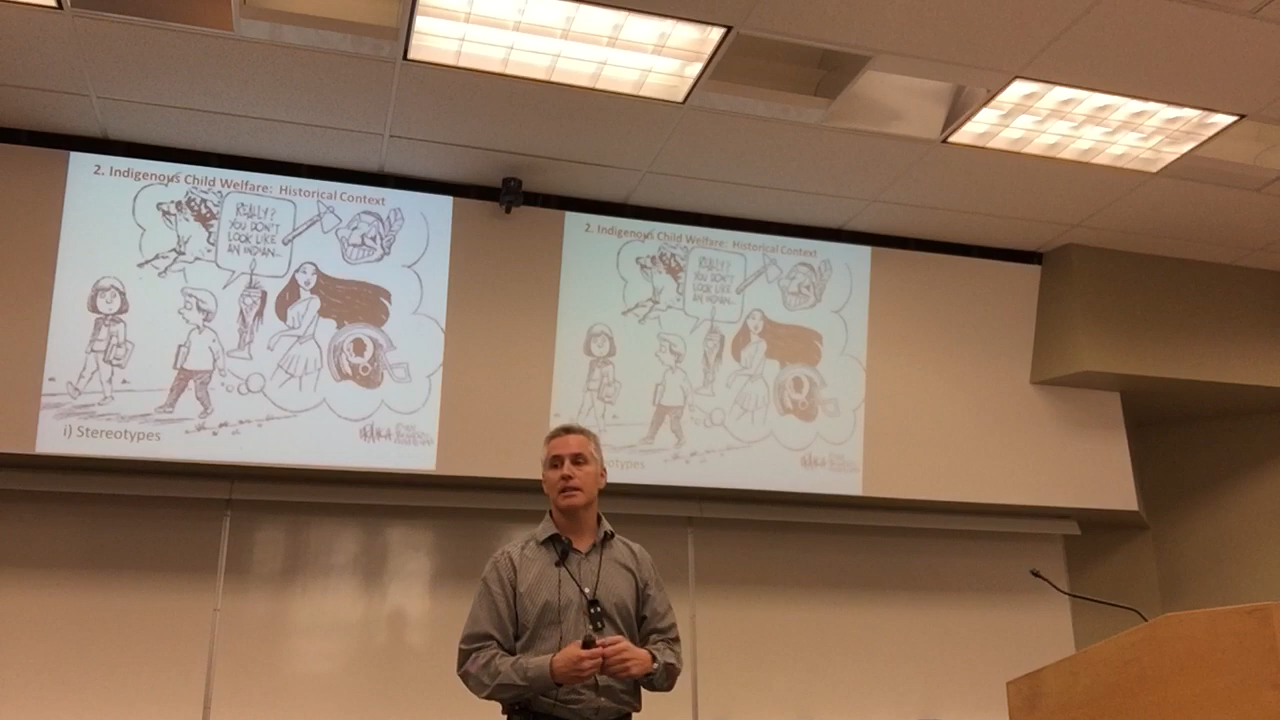 2. Indigenous Child Welfare: Historical Context
REALLY?
YOU DON'T
LOOK LIKE
AN INDIAN...
i) Stereotypes
2. Indigenous Child Welfare: Historical Context
REALLY?
YOU DON'T
LOOK LIKE
AN INDIAN...